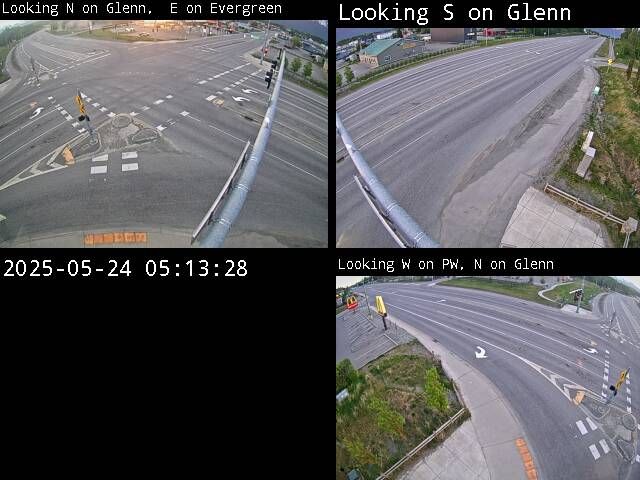 Looking N on Glenn,  E on Evergreen
Looking S on Glenn
2025-05-24 05:13:28
Looking W on PW, N on Glenn